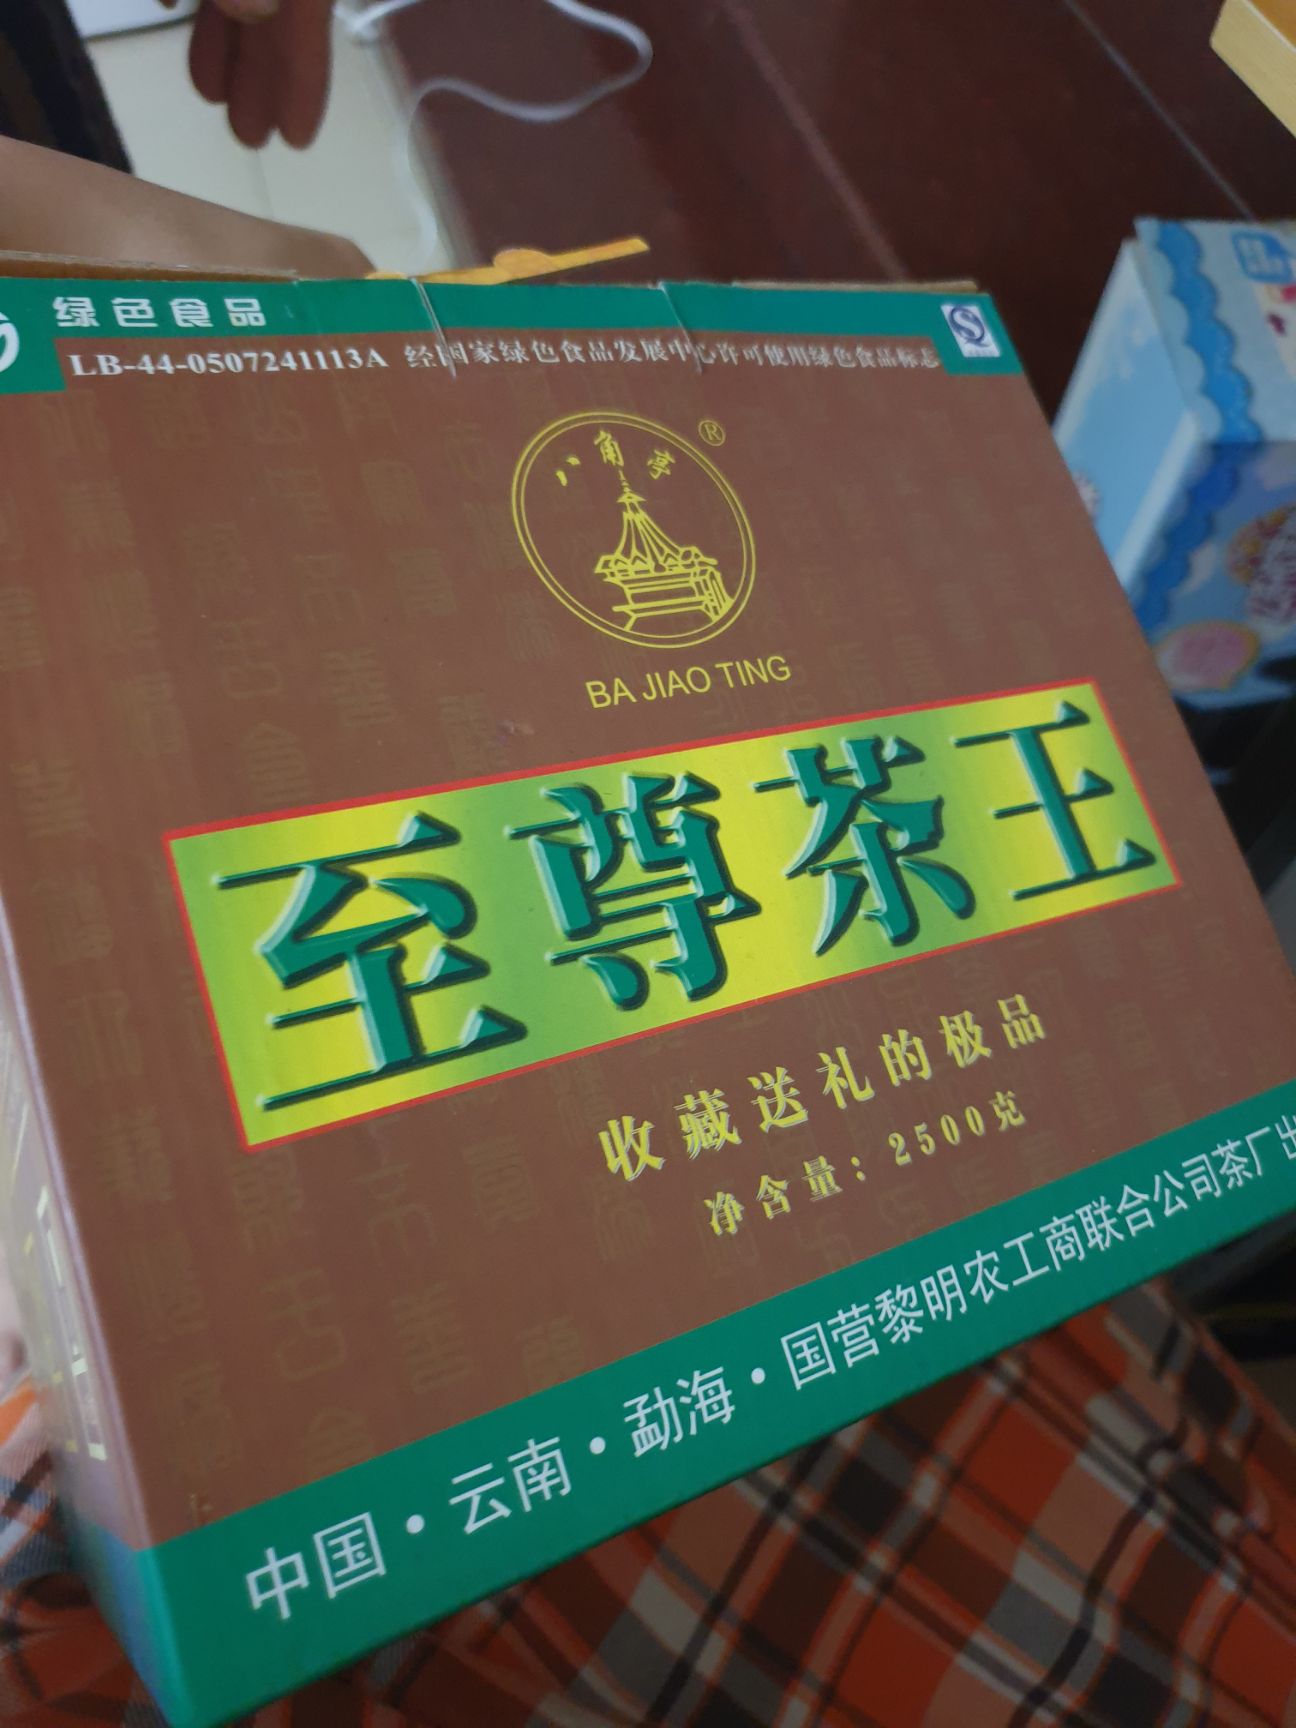 绿色食品
LB-44-0507241113A 经国家绿色食品发展中心许可使用绿色食品标志
八角亭
®
BA JIAO TING
至尊茶王
收藏送礼的极品
净含量：2500克
中国·云南·勐海·国营黎明农工商联合公司茶厂出